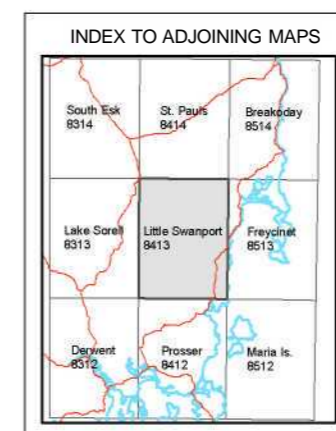 INDEX TO ADJOINING MAPS
South Esk
8314
St. Pauls
8414
Breakoday
8514
Lake Sorell
8313
Little Swanport
8413
Freycinet
8513
Derwent
8312
Prosser
8412
Maria Is.
8512